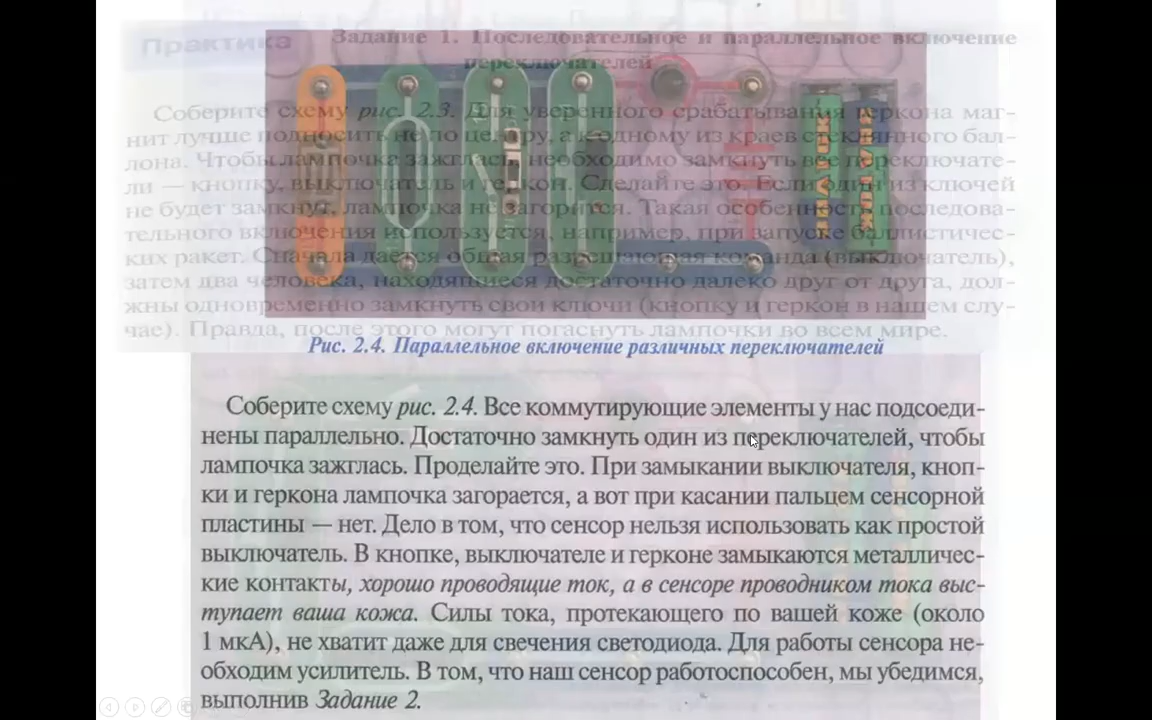 Практика
Задание 1. Последовательное и параллельное включение
переключателей
Соберите схему рис. 2.3. Для уверенного срабатывания геркона маг-
нит лучше подносить не по центру, а к одному из краев стеклянного бал-
лона. Чтобы лампочка зажглась, необходимо замкнуть все переключате-
ли — кнопку, выключатель и геркон. Сделайте это. Если один из ключей
не будет замкнут, лампочка не загорится. Такая особенность последова-
тельного включения используется, например, при запуске баллистичес-
ких ракет. Сначала дается общая разрешающая команда (выключатель),
затем два человека, находящиеся достаточно далеко друг от друга, дол-
жны одновременно замкнуть свои ключи (кнопку и геркон в нашем слу-
чае). Правда, после этого могут погаснуть лампочки во всем мире.
Рис. 2.4. Параллельное включение различных переключателей
Соберите схему рис. 2.4. Все коммутирующие элементы у нас подсоеди-
нены параллельно. Достаточно замкнуть один из переключателей, чтобы
лампочка зажглась. Проделайте это. При замыкании выключателя, кноп-
ки и геркона лампочка загорается, а вот при касании пальцем сенсорной
пластины — нет. Дело в том, что сенсор нельзя использовать как простой
выключатель. В кнопке, выключателе и герконе замыкаются металличес-
кие контакты, хорошо проводящие ток, а в сенсоре проводником тока выс-
тупает ваша кожа. Силы тока, протекающего по вашей коже (около
1 мкА), не хватит даже для свечения светодиода. Для работы сенсора не-
обходим усилитель. В том, что наш сенсор работоспособен, мы убедимся,
выполнив Задание 2.